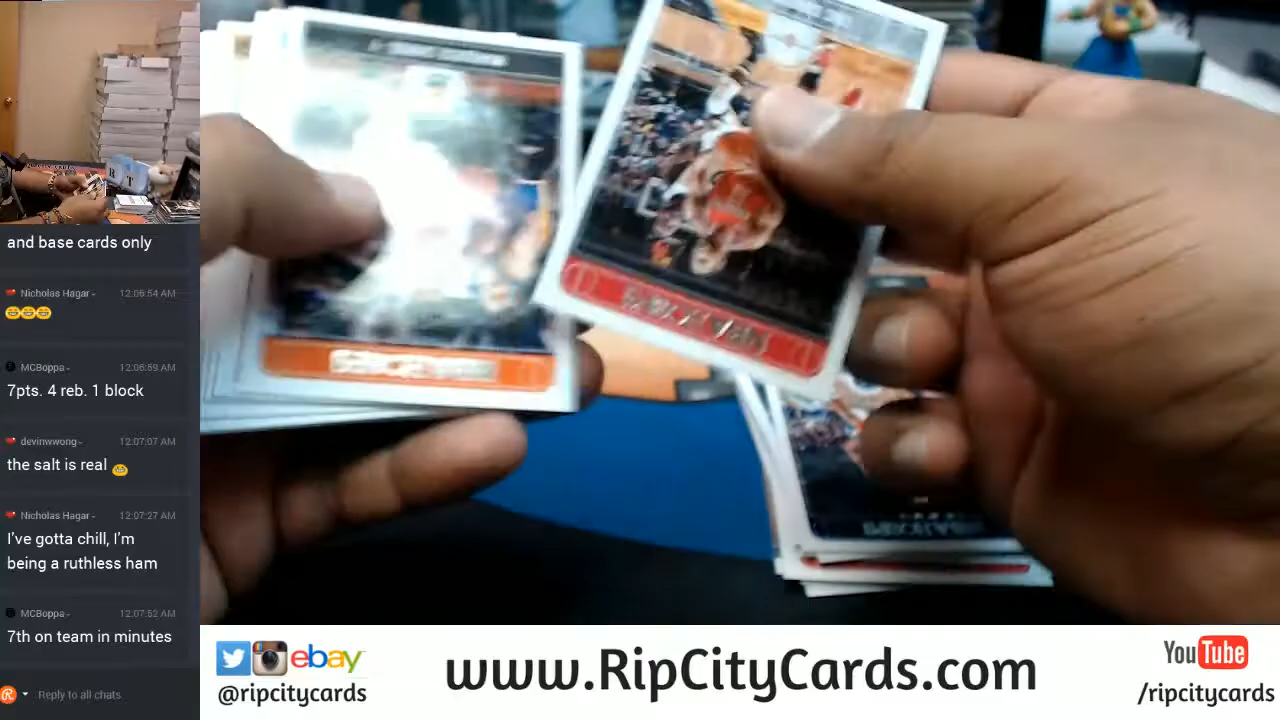 and base cards only
Nicholas Hagar - 12:06:54 AM
MCBoppa - 12:06:59 AM
7pts. 4 reb. 1 block
devinwwong - 12:07:07 AM
the salt is real
Nicholas Hagar - 12:07:27 AM
I've gotta chill, I'm
being a ruthless ham
MCBoppa - 12:07:52 AM
7th on team in minutes
Reply to all chats
ebay
@ripcitycards
www.RipCityCards.com
YouTube
/ripcitycards